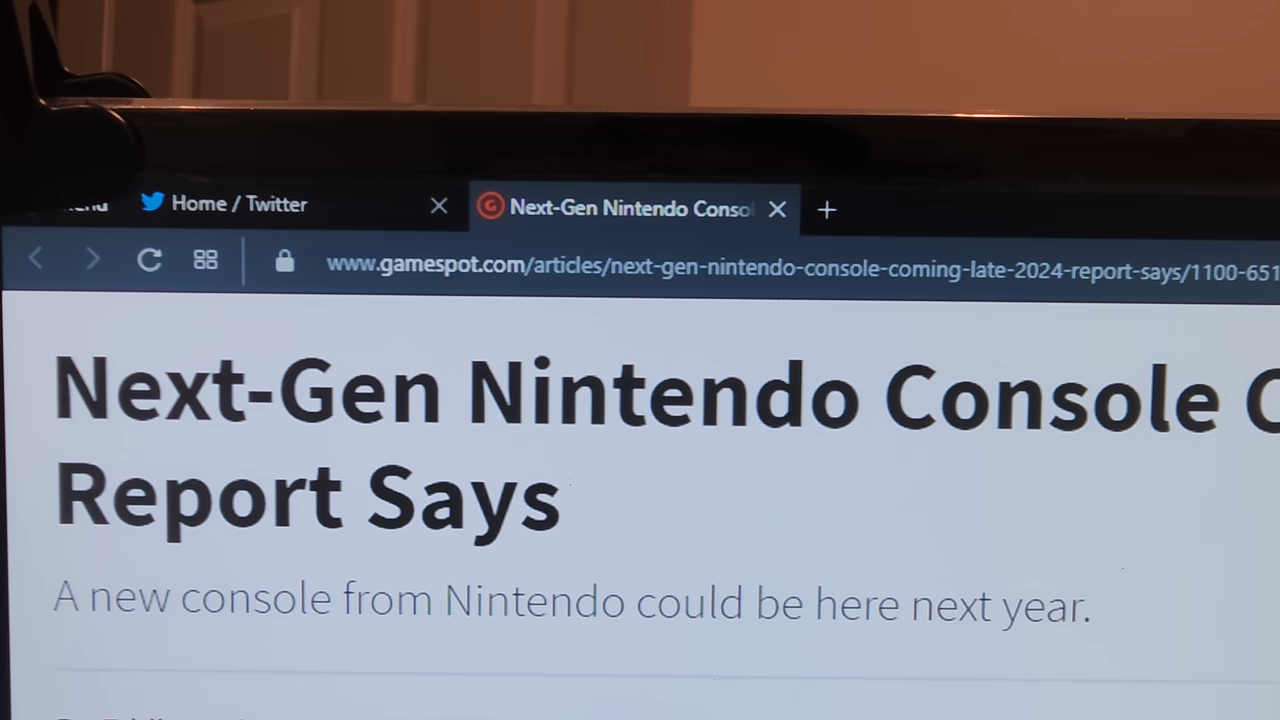 Home / Twitter
Next-Gen Nintendo Conso
www.gamespot.com/articles/next-gen-nintendo-console-coming-late-2024-report-says/1100-651
Next-Gen Nintendo Console C
Report Says
A new console from Nintendo could be here next year.